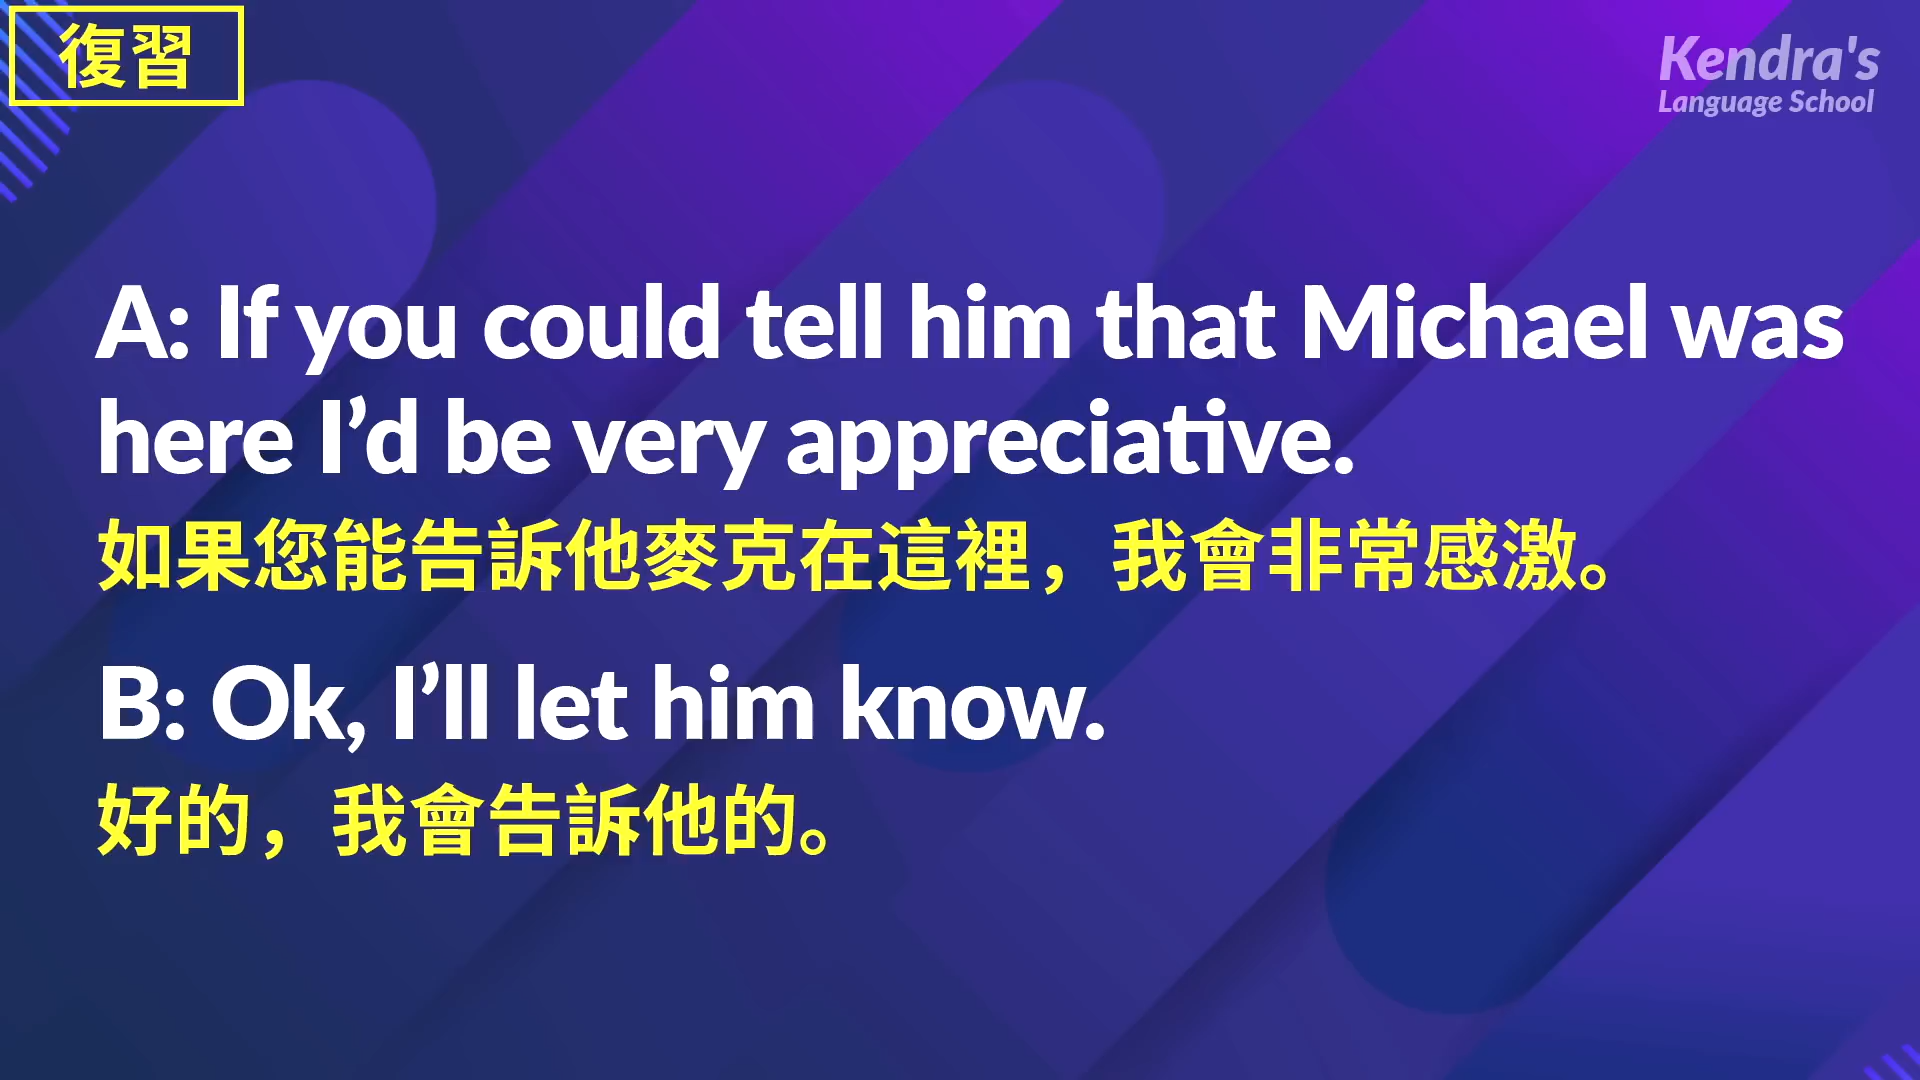 復習
Kendra's
Language School
A: If you could tell him that Michael was
here I’d be very appreciative.
如果您能告訴他麥克在這裡，我會非常感激。
B: Ok, I’ll let him know.
好的，我會告訴他的。